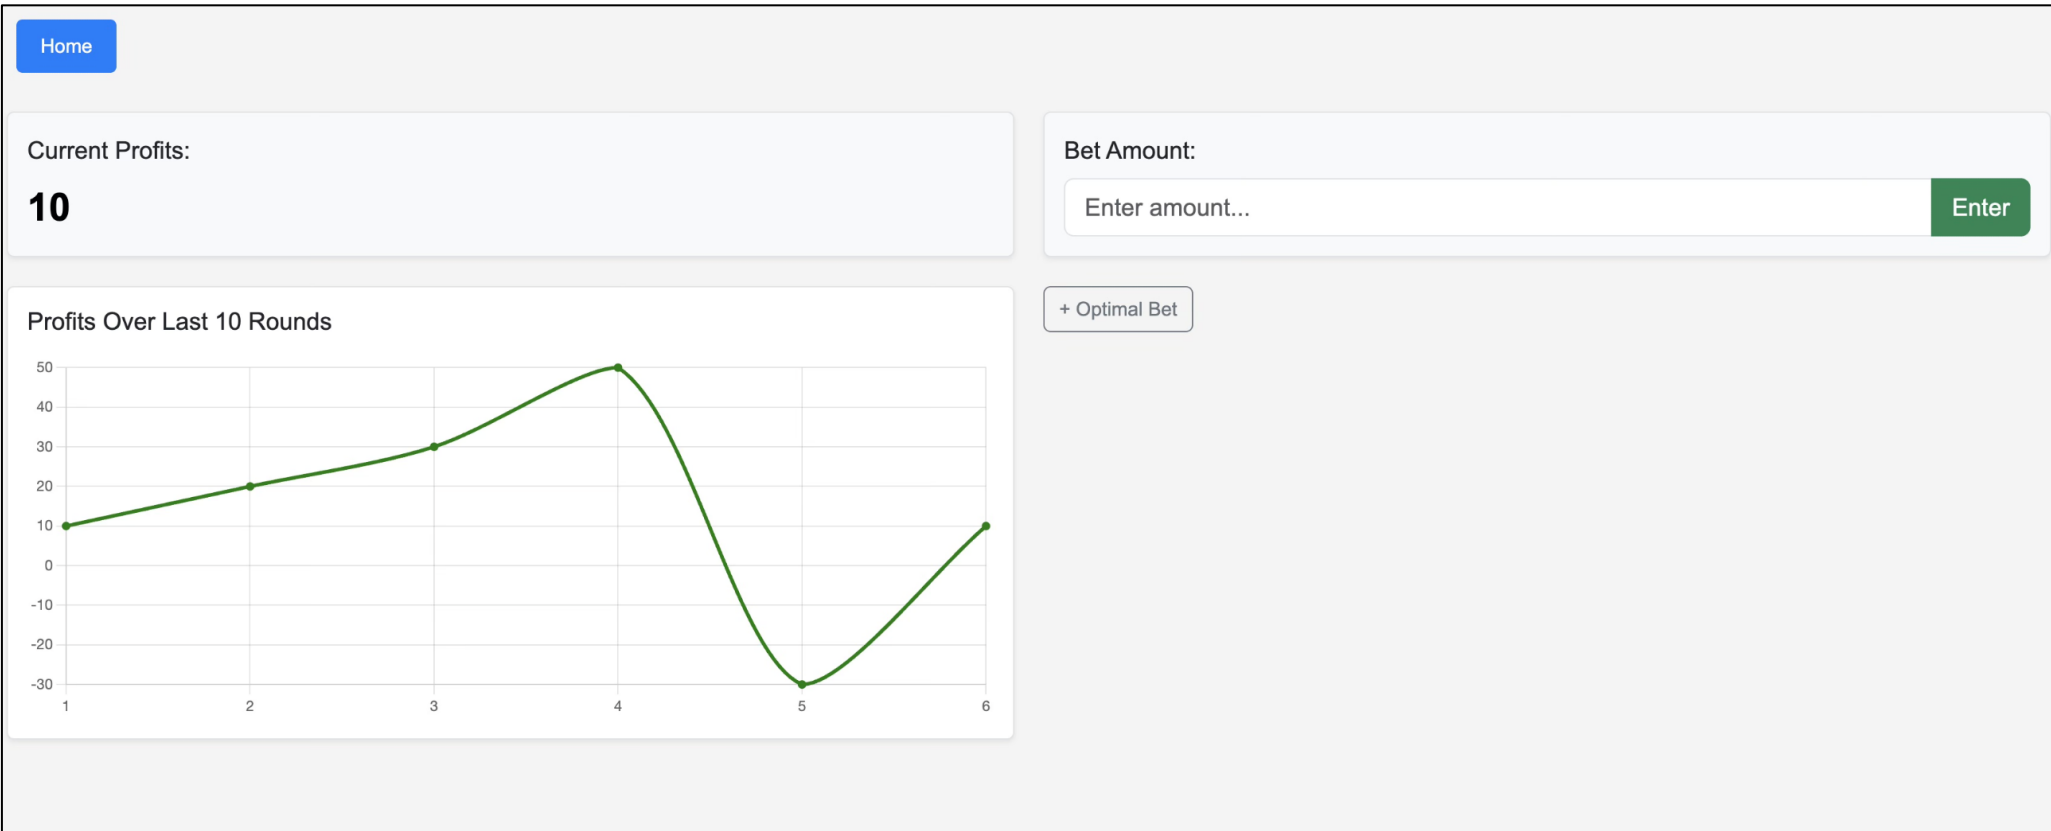 Home
Current Profits:
10
Bet Amount:
Enter amount...
Enter
Profits Over Last 10 Rounds
50
40
30
20
10
0
-10
-20
-30
1 2 3 4 5 6
+ Optimal Bet